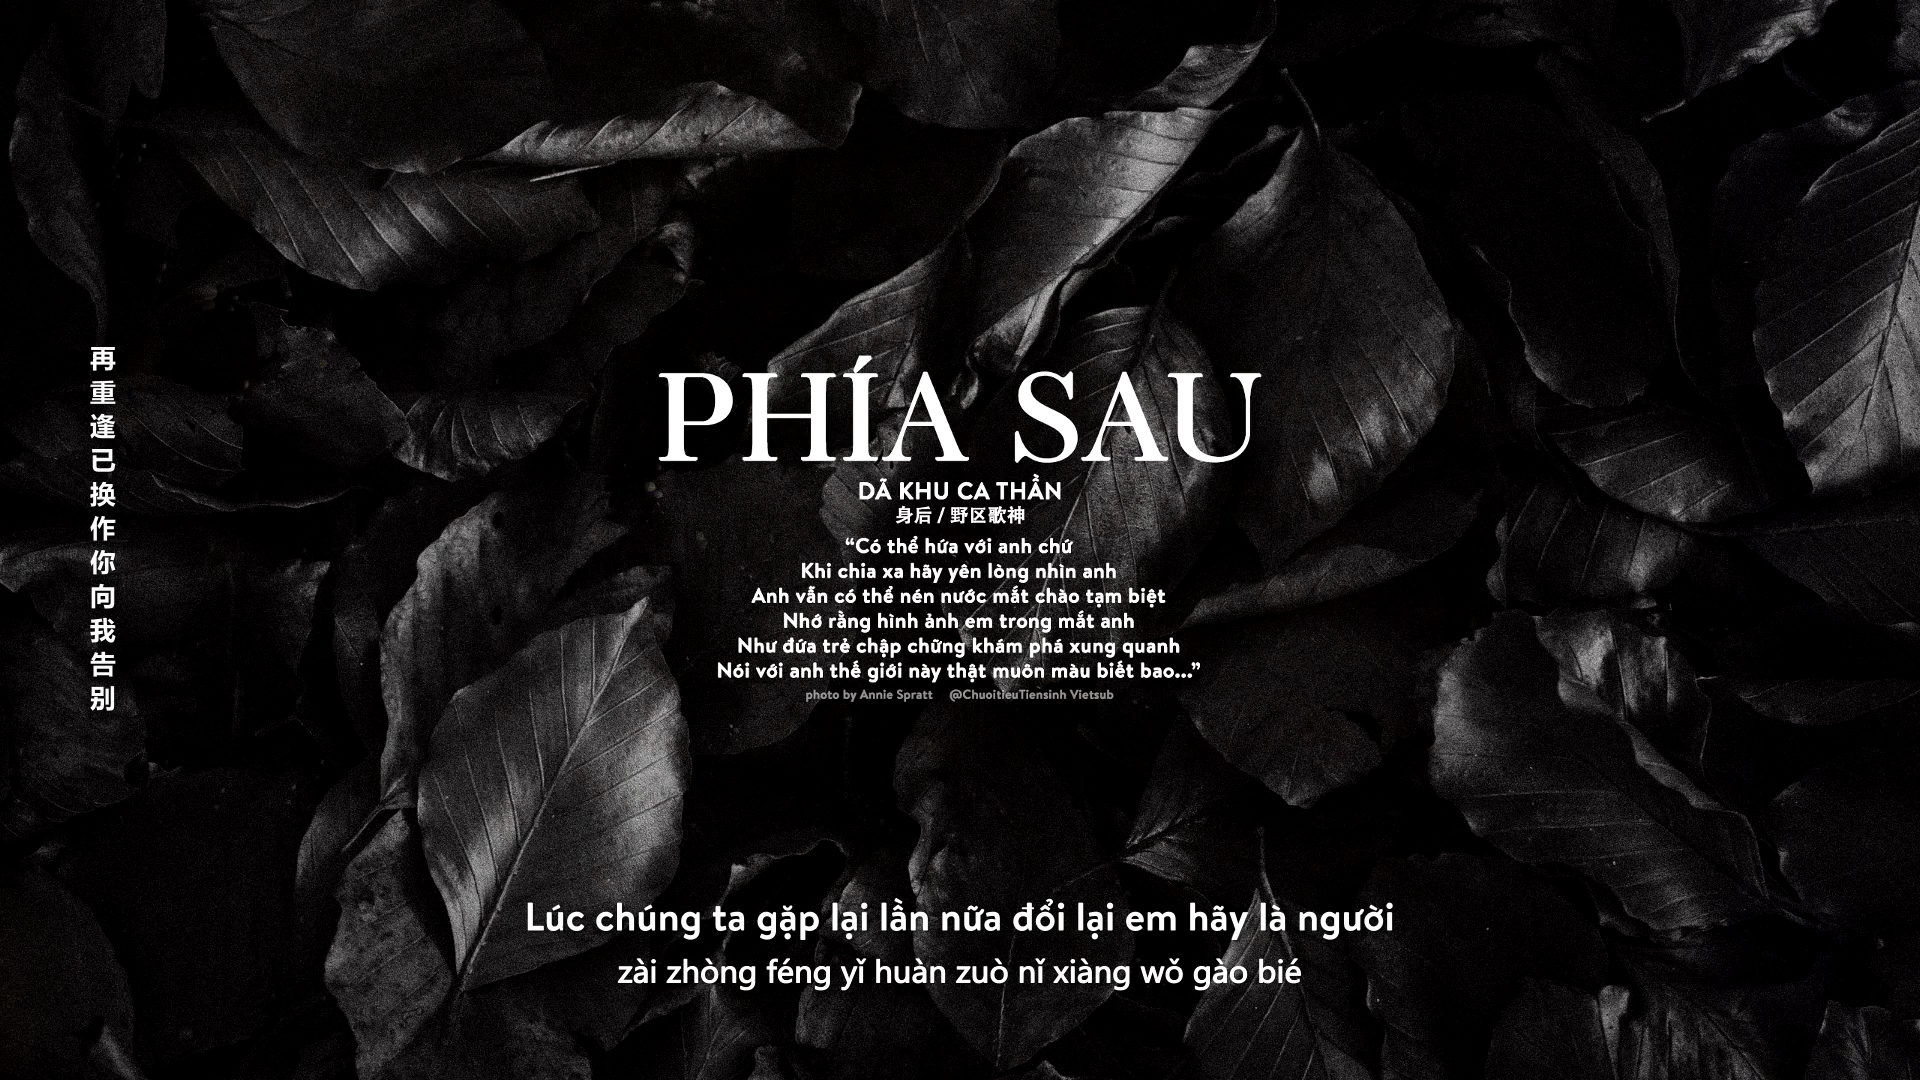 再重逢已换作你向我告别
PHÍA SAU
DÃ KHU CA THẦN
身后 / 野区歌神
“Có thể hứa với anh chứ
Khi chia xa hãy yên lòng nhìn anh
Anh vẫn có thể nén nước mắt chào tạm biệt
Nhớ rằng hình ảnh em trong mắt anh
Như đứa trẻ chập chững khám phá xung quanh
Nói với anh thế giới này thật muôn màu biết bao...”
photo by Annie Spratt @ChuoitieuTiensinh Vietsub
Lúc chúng ta gặp lại lần nữa đổi lại em hãy là người
zài zhòng féng yǐ huàn zuò nǐ xiàng wǒ gào bié